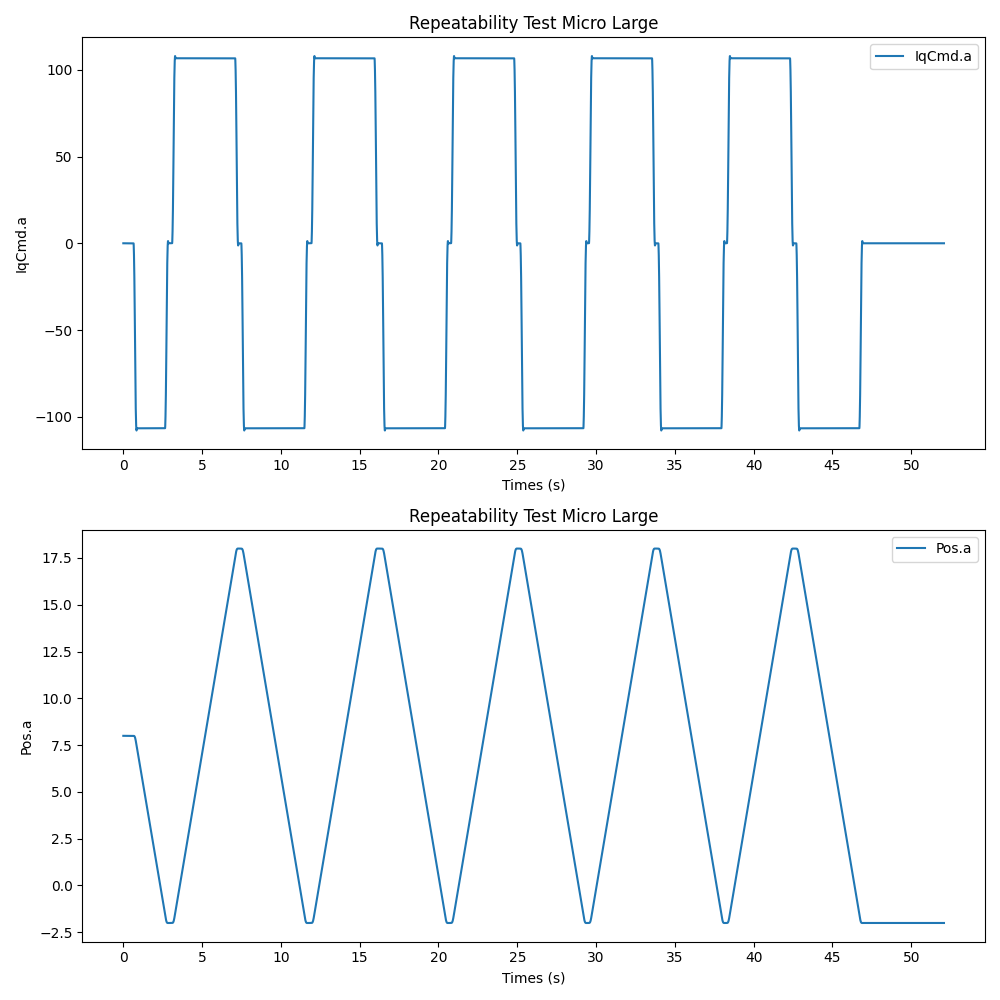 Repeatability Test Micro Large
IqCmd.a
100
50
0
−50
−100
IqCmd.a
0 5 10 15 20 25 30 35 40 45 50
Times (s)
Repeatability Test Micro Large
Pos.a
17.5
15.0
12.5
10.0
7.5
5.0
2.5
0.0
−2.5
Pos.a
0 5 10 15 20 25 30 35 40 45 50
Times (s)